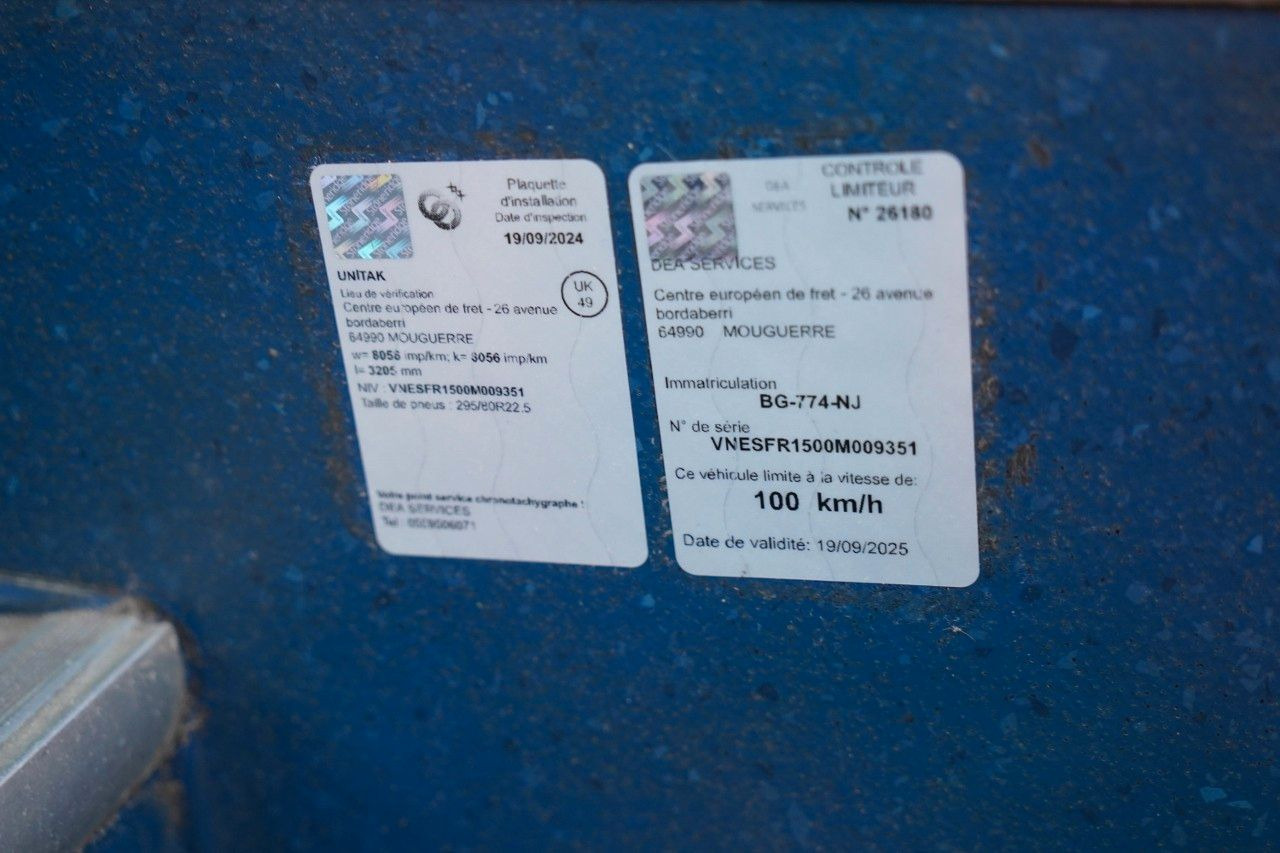 Plaquette
d'installation
Date d'inspection
19/09/2024
UNITAK
UK
49
Lieu de vérification
Centre européen de fret - 26 avenue
bordaberri
64990 MOUGUERRE
w= 8056 imp/km; k= 8056 imp/km
l= 3205 mm
NIV : VNESFR1500M009351
Taille de pneus : 295/80R22.5
Votre point service chronotachygraphe :
DEA SERVICES
Tel :
CONTROLE
LIMITEUR
N° 26180
DEA
SERVICES
DEA SERVICES
Centre européen de fret - 26 avenue
bordaberri
64990 MOUGUERRE
Immatriculation
BG-774-NJ
N° de série
VNESFR1500M009351
Ce véhicule limite à la vitesse de:
100 km/h
Date de validité: 19/09/2025